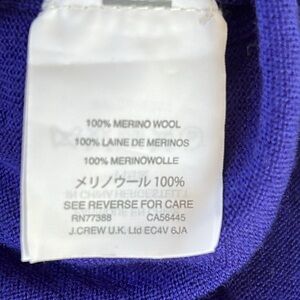 100% MERINO WOOL
100% LAINE DE MERINOS
100% MERINOWOLLE
メリノウール 100%
SEE REVERSE FOR CARE
RN77388 CA56445
J.CREW U.K. Ltd EC4V 6JA